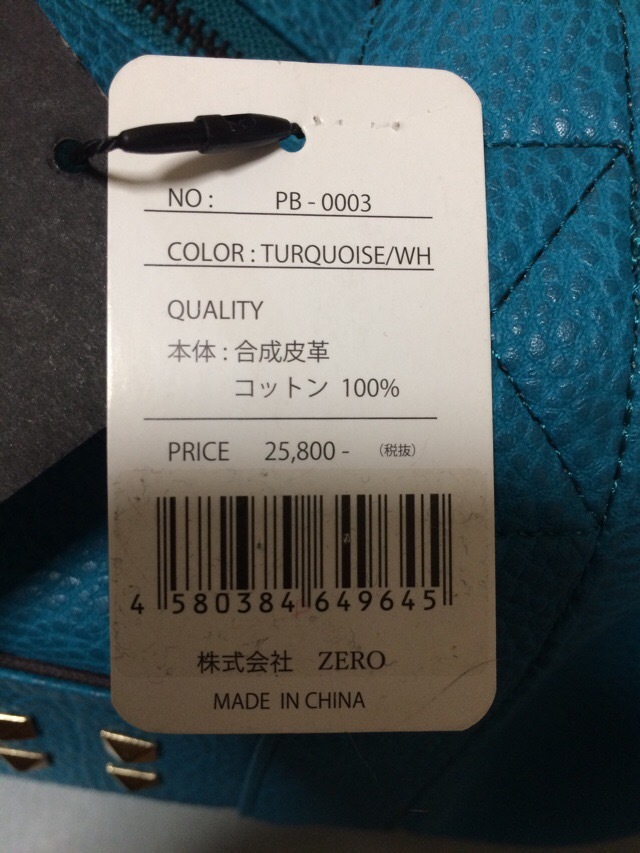 NO : PB - 0003
COLOR : TURQUOISE/WH
QUALITY
本体 : 合成皮革
コットン 100%
PRICE 25,800 - (税抜)
4 580384 649645
株式会社 ZERO
MADE IN CHINA